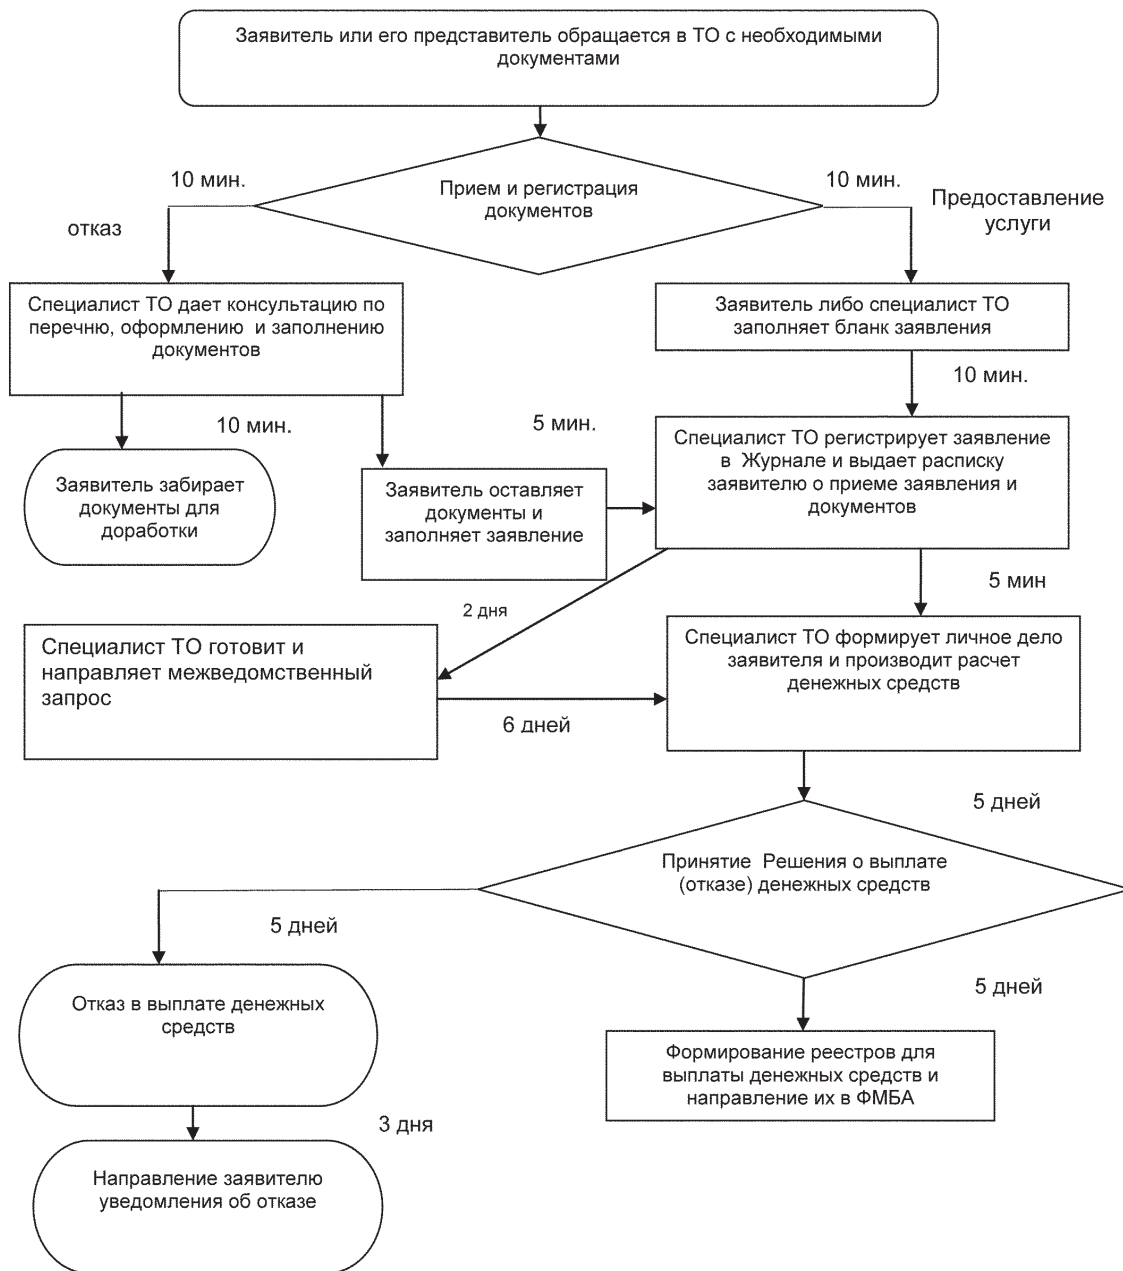 Заявитель или его представитель обращается в ТО с необходимыми
документами
10 мин.
Прием и регистрация
документов
10 мин.
Предоставление
услуги
отказ
Специалист ТО дает консультацию по
перечню, оформлению и заполнению
документов
Заявитель либо специалист ТО
заполняет бланк заявления
10 мин.
10 мин.
5 мин.
Специалист ТО регистрирует заявление
в Журнале и выдает расписку
заявителю о приеме заявления и
документов
Заявитель забирает
документы для
доработки
Заявитель оставляет
документы и
заполняет заявление
5 мин
2 дня
Специалист ТО готовит и
направляет межведомственный
запрос
Специалист ТО формирует личное дело
заявителя и производит расчет
денежных средств
6 дней
5 дней
Принятие Решения о выплате
(отказе) денежных средств
5 дней
Отказ в выплате денежных
средств
5 дней
Формирование реестров для
выплаты денежных средств и
направление их в ФМБА
3 дня
Направление заявителю
уведомления об отказе